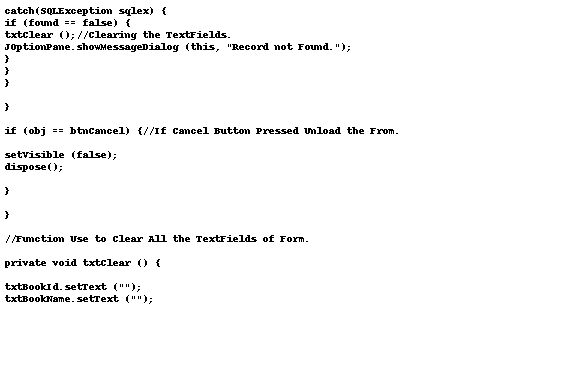 catch(SQLException sqlex) {
if (found == false) {
txtClear ();//Clearing the TextFields.
JOptionPane.showMessageDialog (this, "Record not Found.");
}
}
}
}
if (obj == btnCancel) {//If Cancel Button Pressed Unload the From.
setVisible (false);
dispose();
}
}
//Function Use to Clear All the TextFields of Form.
private void txtClear () {
txtBookId.setText ("");
txtBookName.setText ("");